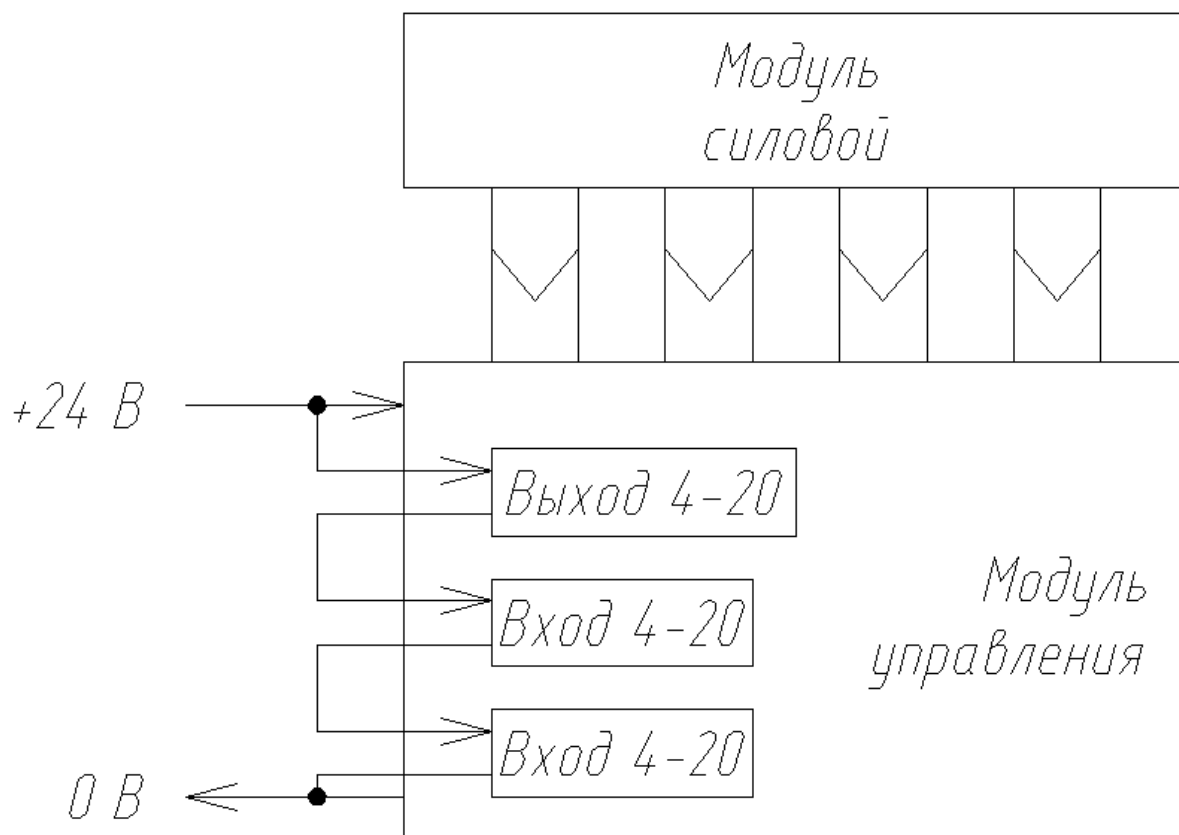 Модуль
силовой
+24 В
Выход 4-20
Вход 4-20
Модуль
управления
Вход 4-20
0 В